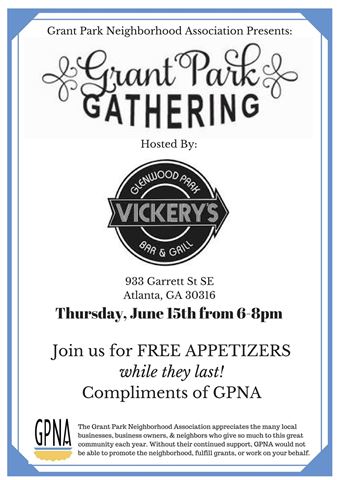 Grant Park Neighborhood Association Presents:
Grant Park
GATHERING
Hosted By:
GLENWOOD PARK
VICKERY'S
BAR & GRILL
933 Garrett St SE
Atlanta, GA 30316
Thursday, June 15th from 6-8pm
Join us for FREE APPETIZERS
while they last!
Compliments of GPNA
GPNA
The Grant Park Neighborhood Association appreciates the many local
businesses, business owners, & neighbors who give so much to this great
community each year. Without their continued support, GPNA would not
be able to promote the neighborhood, fulfill grants, or work on your behalf.